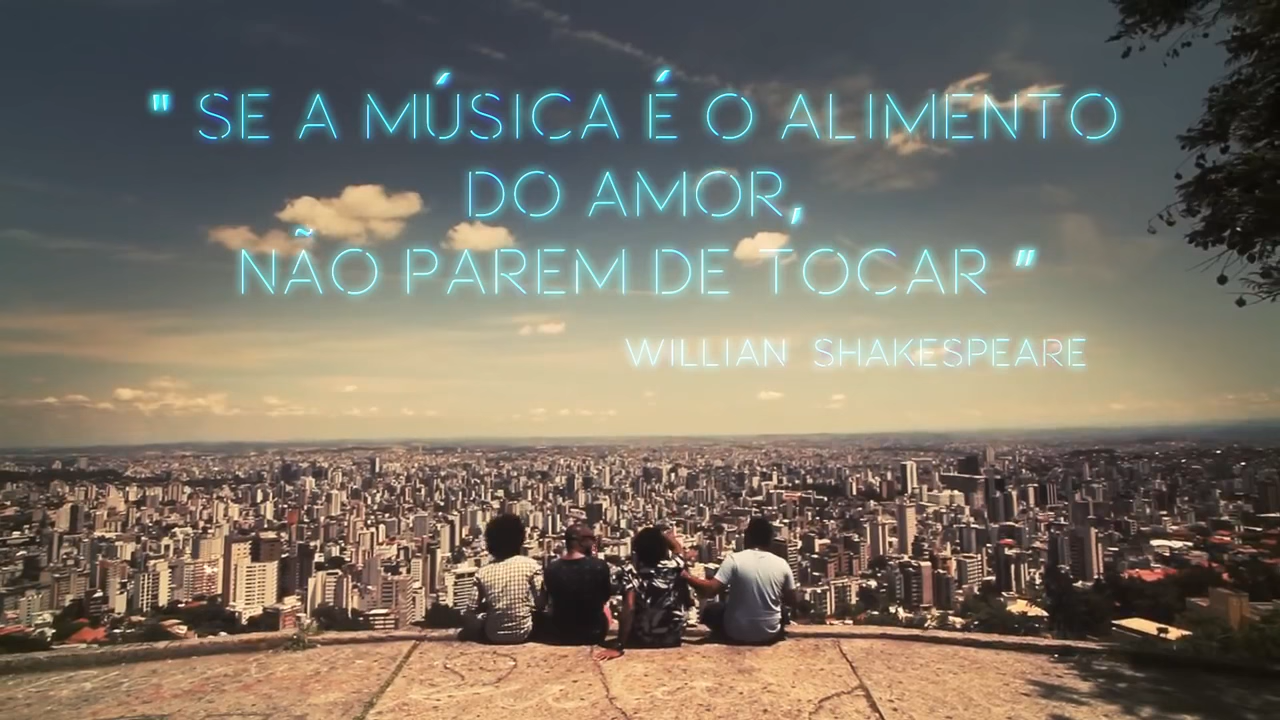 " SE A MÚSICA É O ALIMENTO
DO AMOR,
NÃO PAREM DE TOCAR "
WILLIAN SHAKESPEARE